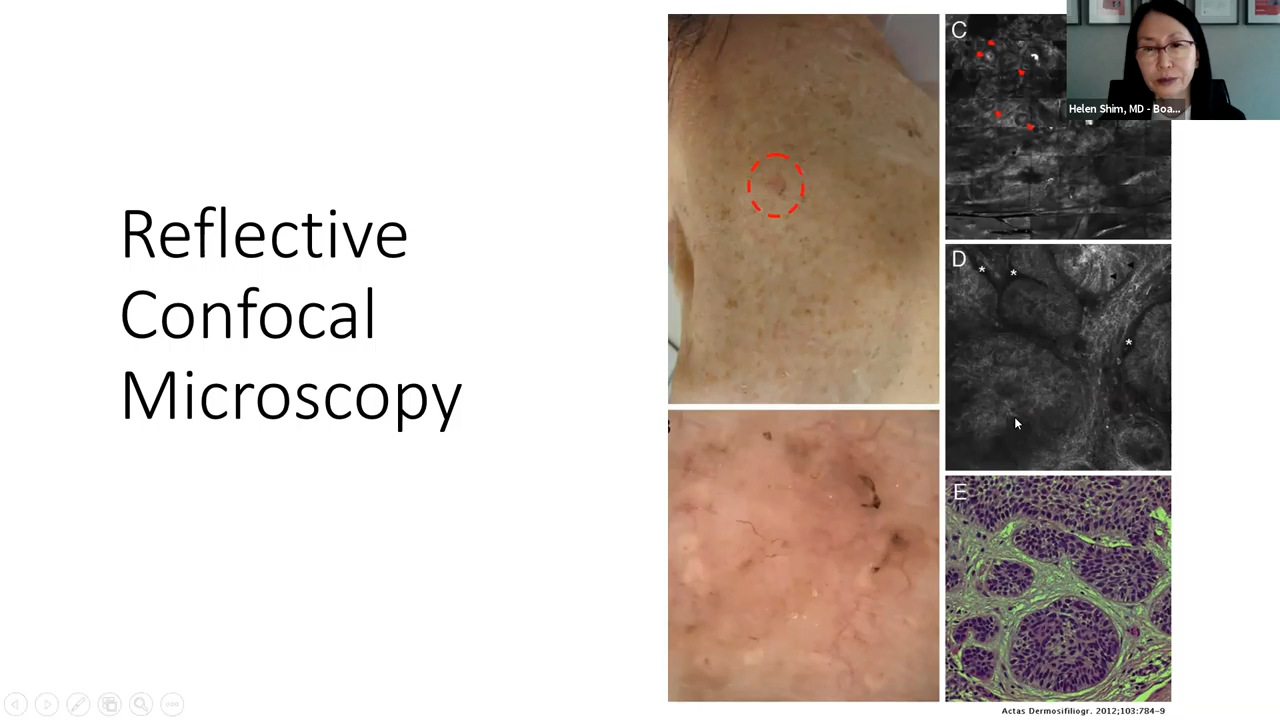 Reflective
Confocal
Microscopy
C
Helen Shim, MD - Boa...
D
*
*
*
E
Actas Dermosifiliogr. 2012;103:784–9